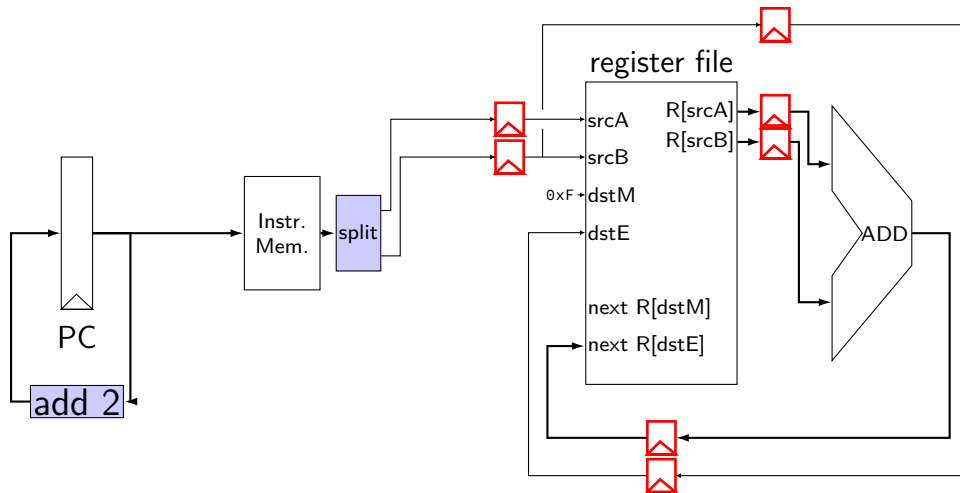 register file
srcA
srcB
dstM
dstE
next R[dstM]
next R[dstE]
R[srcA]
R[srcB]
0xF
Instr.
Mem.
split
ADD
PC
add 2